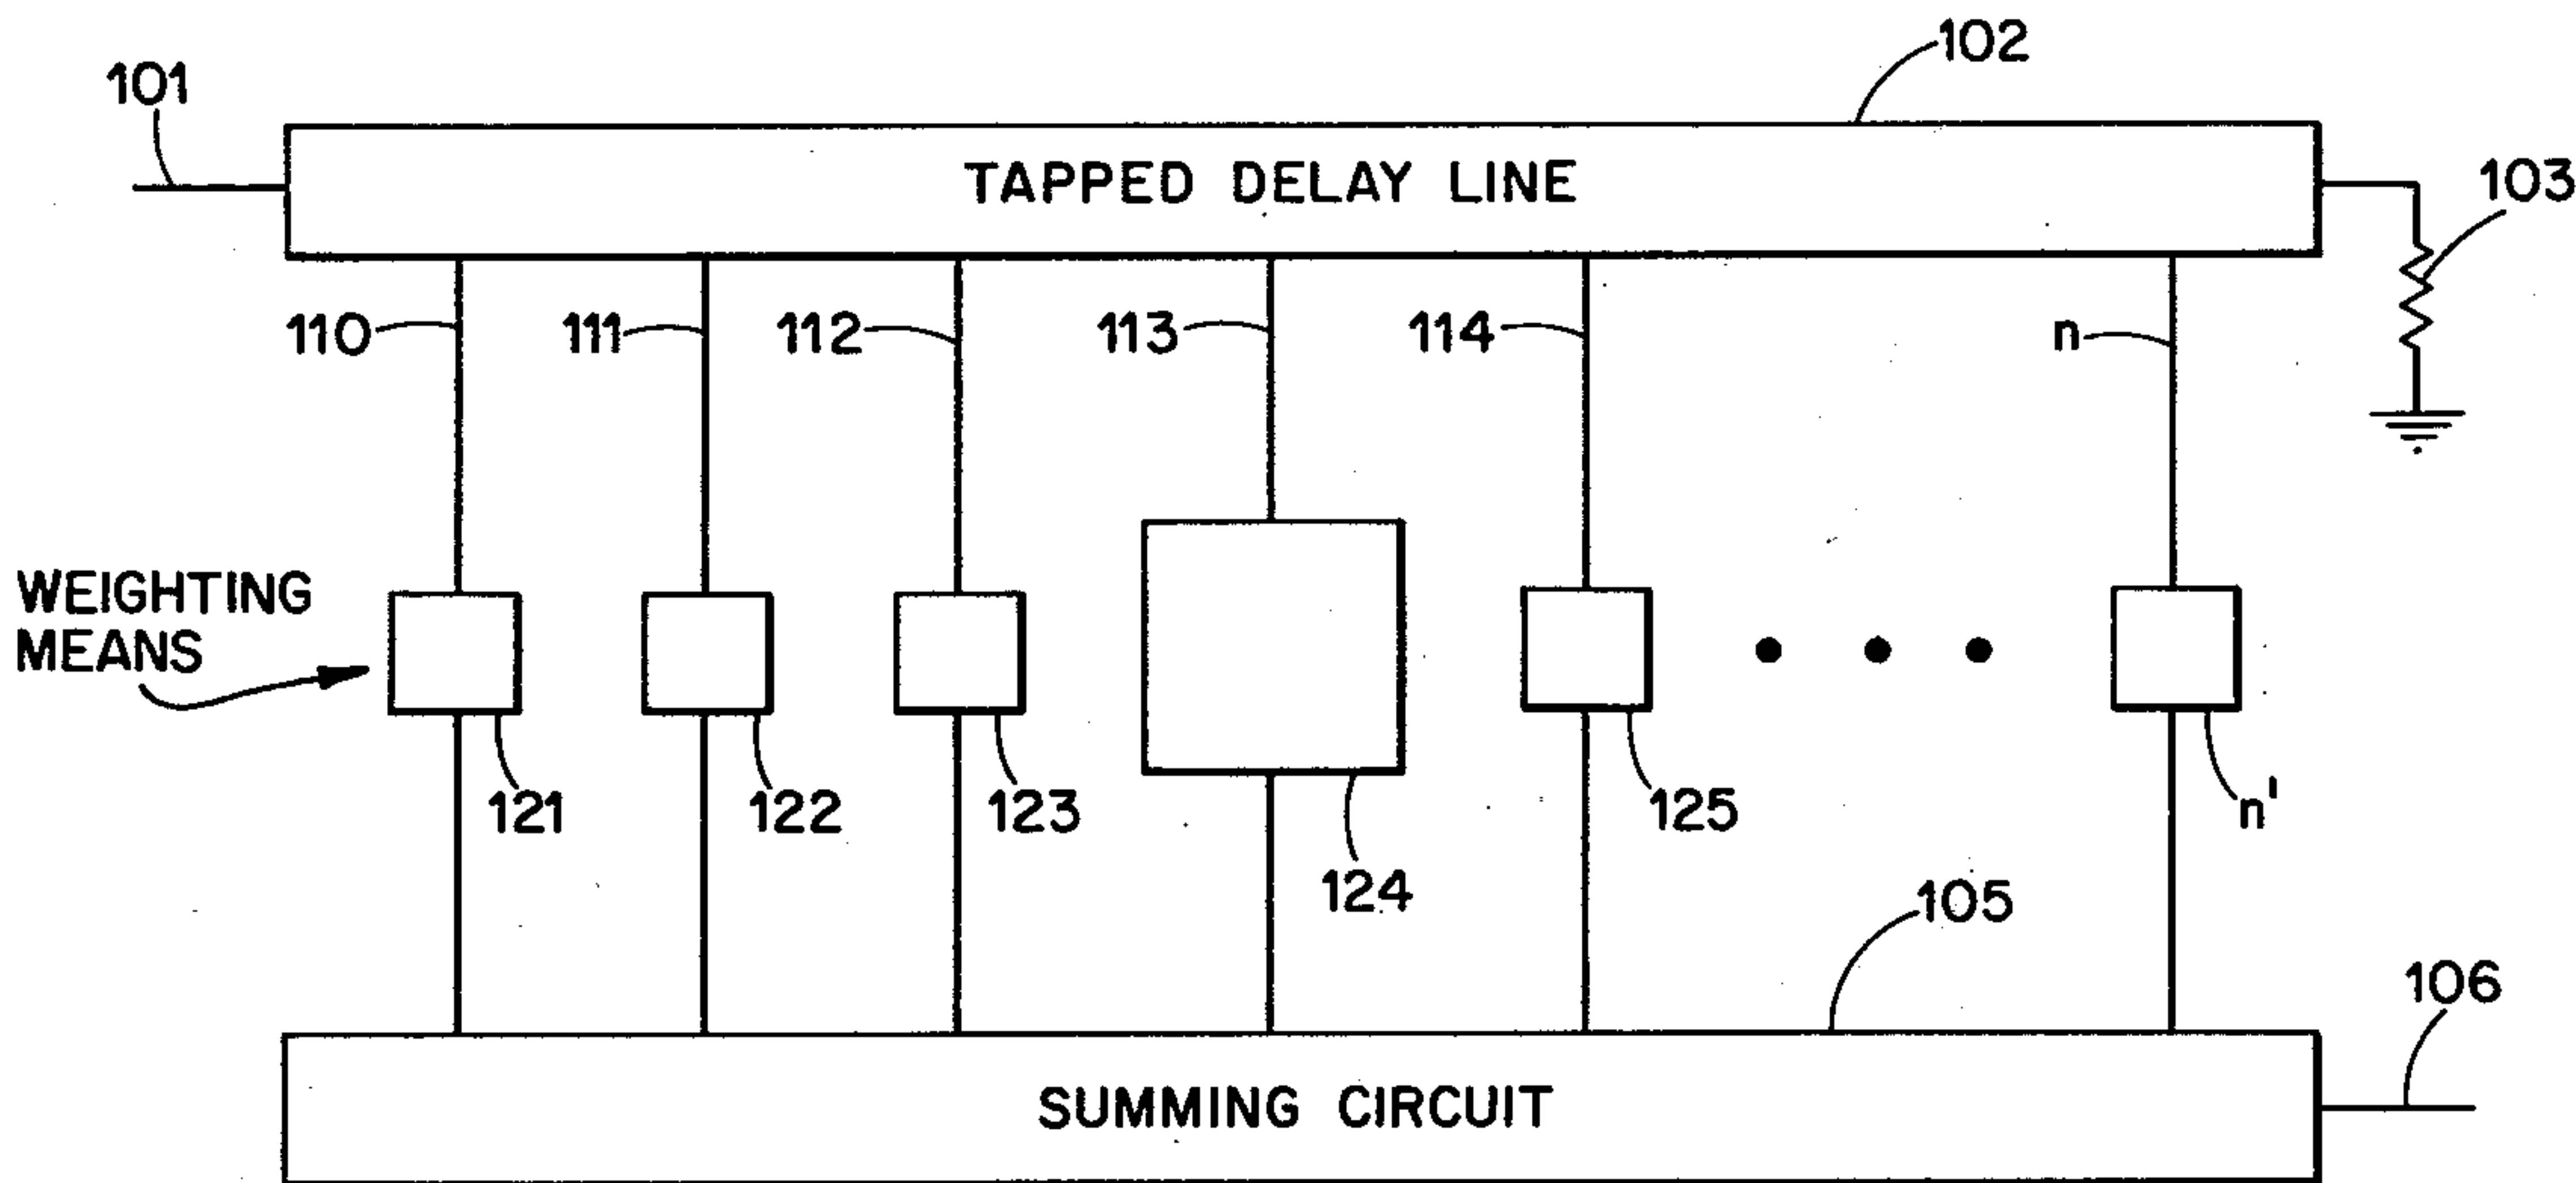 102
101
TAPPED DELAY LINE
103
110
111
112
113
114
n
WEIGHTING
MEANS
121
122
123
124
125
n'
105
106
SUMMING CIRCUIT